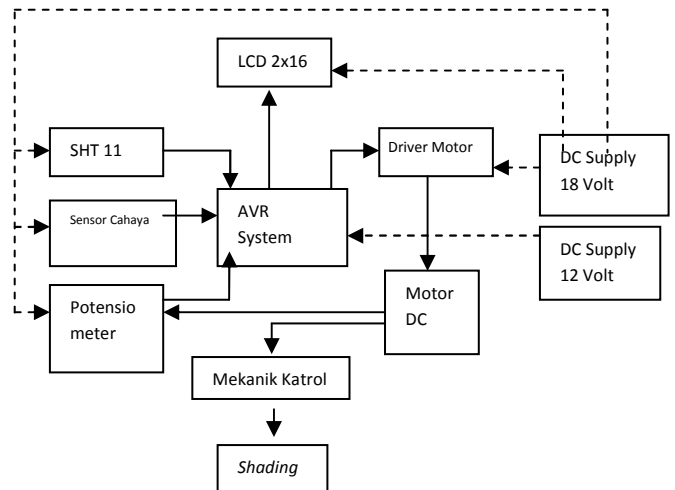 LCD 2x16
SHT 11
Driver Motor
DC Supply
18 Volt
Sensor Cahaya
AVR
System
DC Supply
12 Volt
Potensio
meter
Motor
DC
Mekanik Katrol
Shading